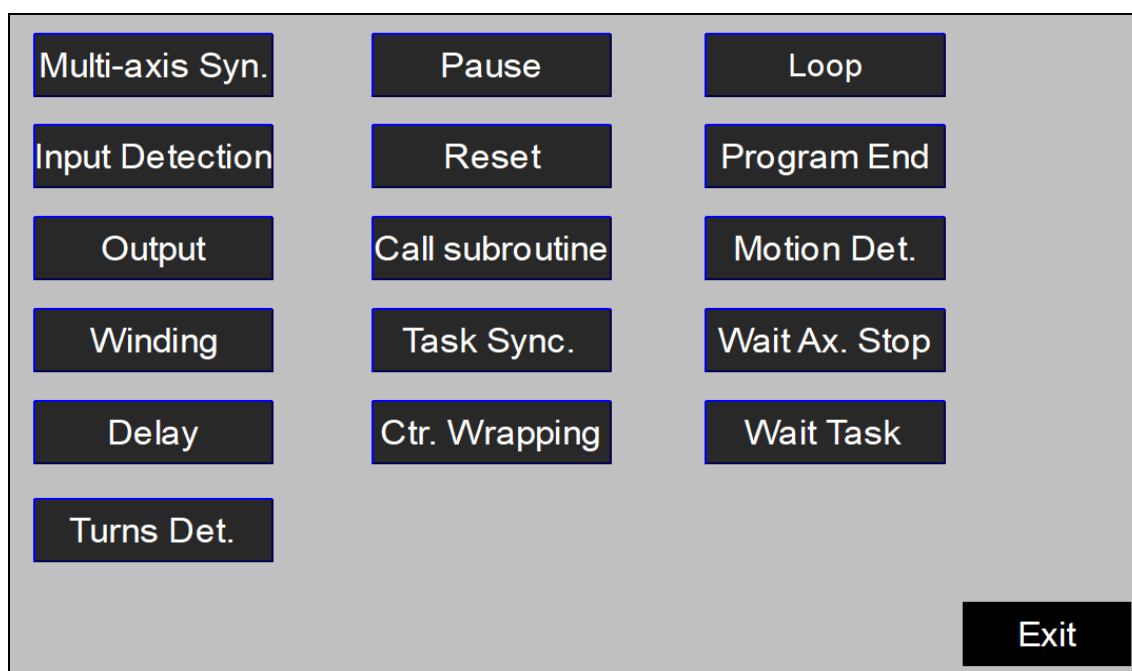 Multi-axis Syn.
Pause
Loop
Input Detection
Reset
Program End
Output
Call subroutine
Motion Det.
Winding
Task Sync.
Wait Ax. Stop
Delay
Ctr. Wrapping
Wait Task
Turns Det.
Exit